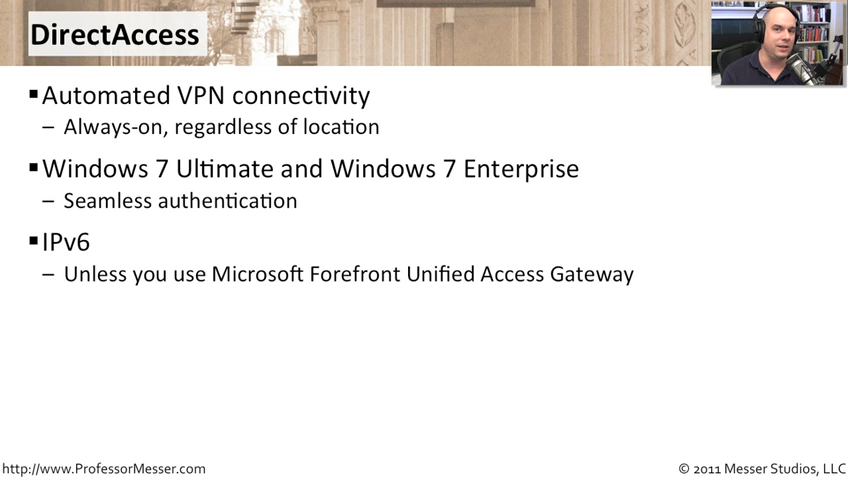 DirectAccess
▪Automated VPN connectivity
– Always-on, regardless of location
▪Windows 7 Ultimate and Windows 7 Enterprise
– Seamless authentication
▪IPv6
– Unless you use Microsoft Forefront Unified Access Gateway
http://www.ProfessorMesser.com
© 2011 Messer Studios, LLC